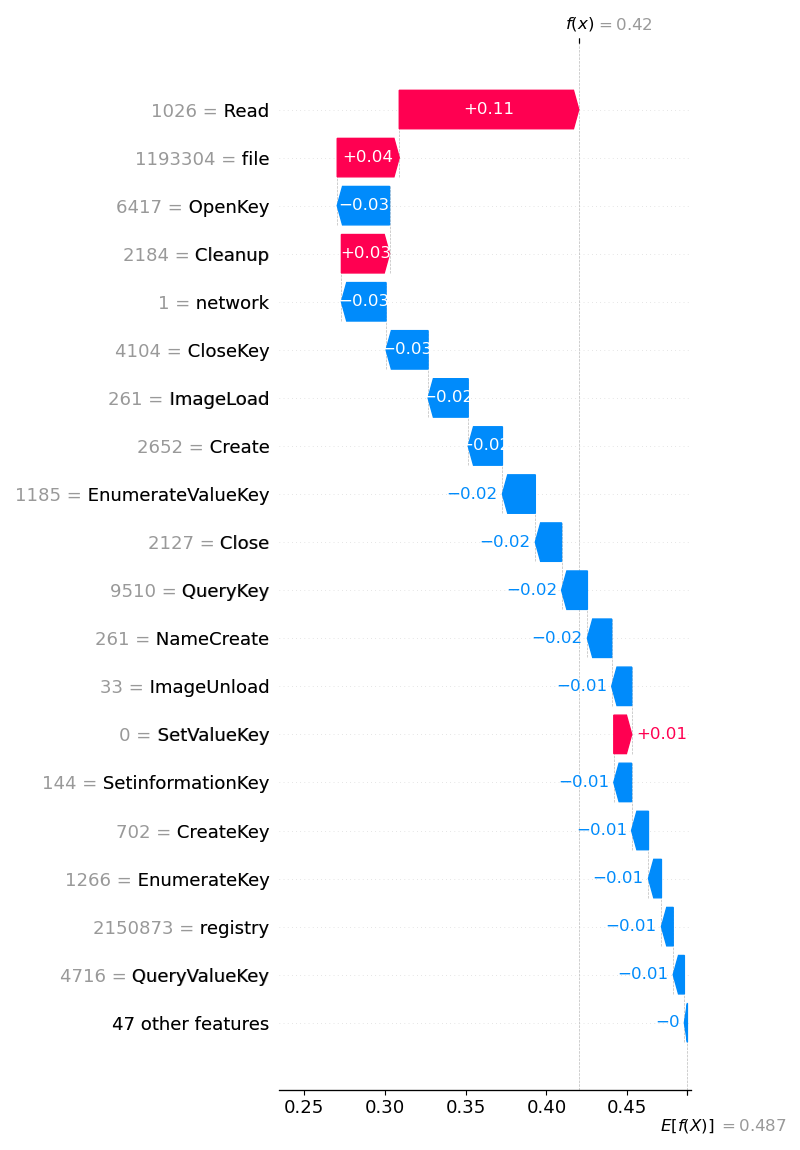 f(x) = 0.42
1026 = Read
+0.11
1193304 = file
+0.04
6417 = OpenKey
−0.03
2184 = Cleanup
+0.03
1 = network
−0.03
4104 = CloseKey
−0.03
261 = ImageLoad
−0.02
2652 = Create
−0.02
1185 = EnumerateValueKey
−0.02
2127 = Close
−0.02
9510 = QueryKey
−0.02
261 = NameCreate
−0.02
33 = ImageUnload
−0.01
0 = SetValueKey
+0.01
144 = SetinformationKey
−0.01
702 = CreateKey
−0.01
1266 = EnumerateKey
−0.01
2150873 = registry
−0.01
4716 = QueryValueKey
−0.01
47 other features
−0
0.25 0.30 0.35 0.40 0.45
E[f(X)] = 0.487